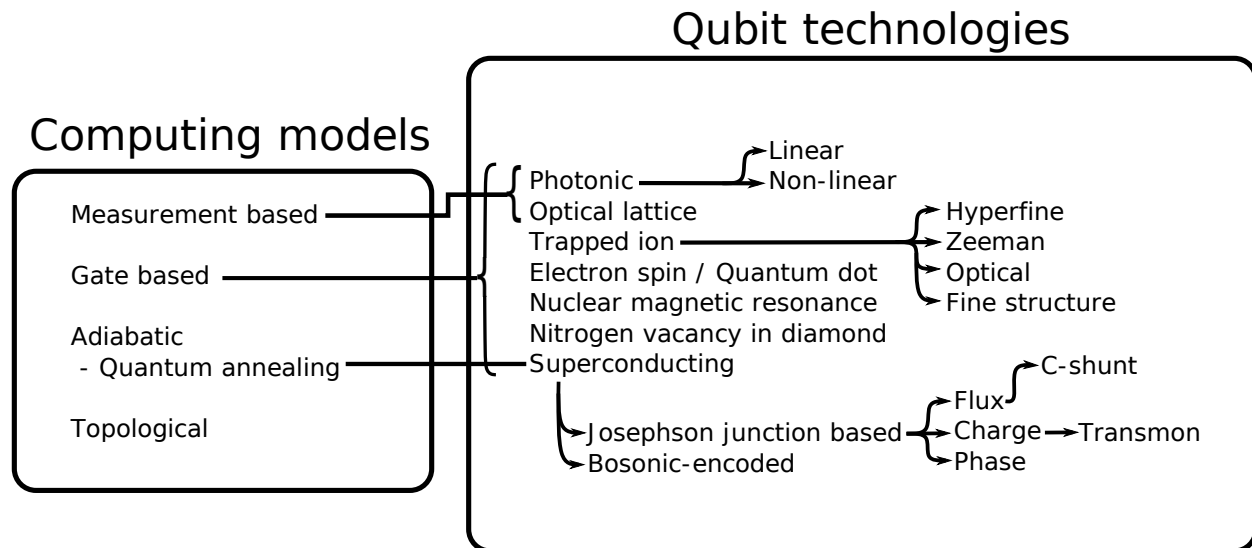 Qubit technologies
Computing models
Measurement based
Gate based
Adiabatic
- Quantum annealing
Topological
Photonic
Linear
Non-linear
Optical lattice
Trapped ion
Hyperfine
Zeeman
Optical
Fine structure
Electron spin / Quantum dot
Nuclear magnetic resonance
Nitrogen vacancy in diamond
Superconducting
Josephson junction based
Flux
C-shunt
Charge
Transmon
Phase
Bosonic-encoded